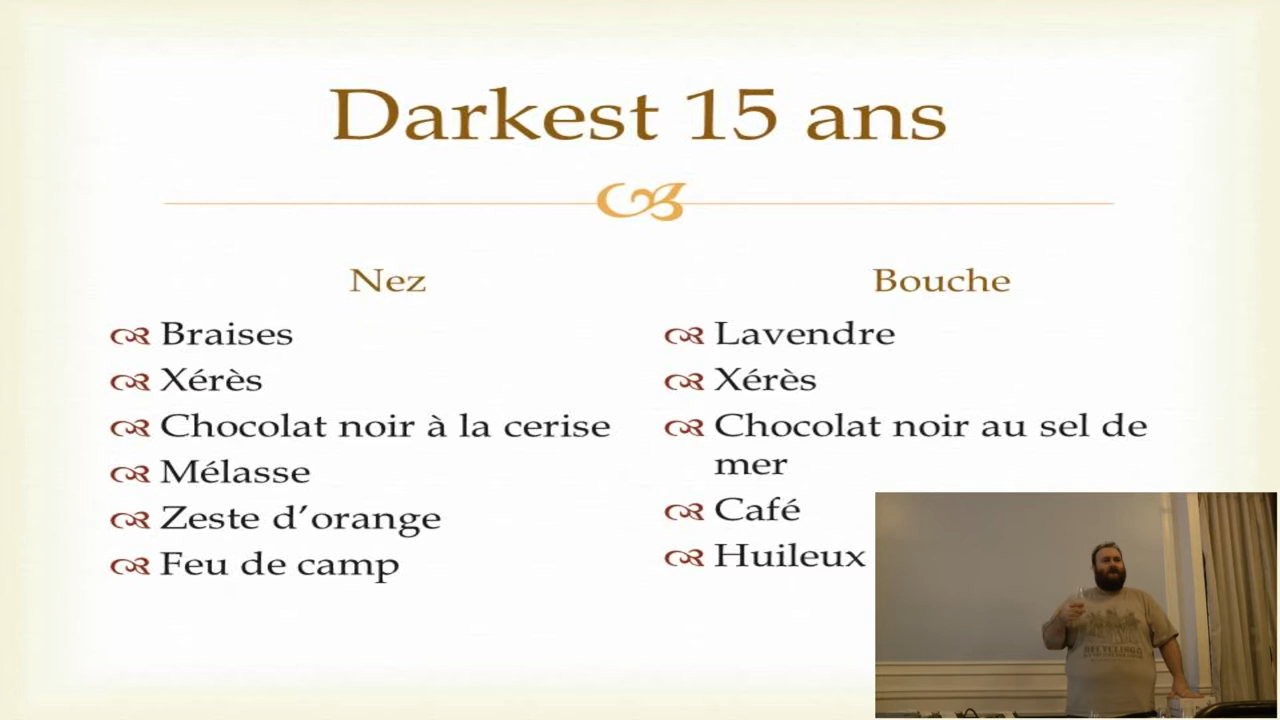 Darkest 15 ans
Nez
Braises
Xérès
Chocolat noir à la cerise
Mélasse
Zeste d’orange
Feu de camp
Bouche
Lavendre
Xérès
Chocolat noir au sel de
mer
Café
Huileux
RECYCLING